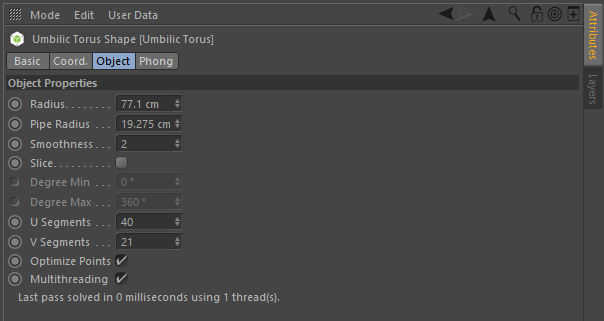 Mode Edit User Data
Umbilic Torus Shape [Umbilic Torus]
Basic Coord. Object Phong
Object Properties
Radius. . . . . . . . 77.1 cm
Pipe Radius . . . 19.275 cm
Smoothness . . . 2
Slice. . . . . . . . . .
Degree Min . . . 0 °
Degree Max . . . 360 °
U Segments . . . 40
V Segments . . . 21
Optimize Points
Multithreading
Last pass solved in 0 milliseconds using 1 thread(s).
Attributes
Layers